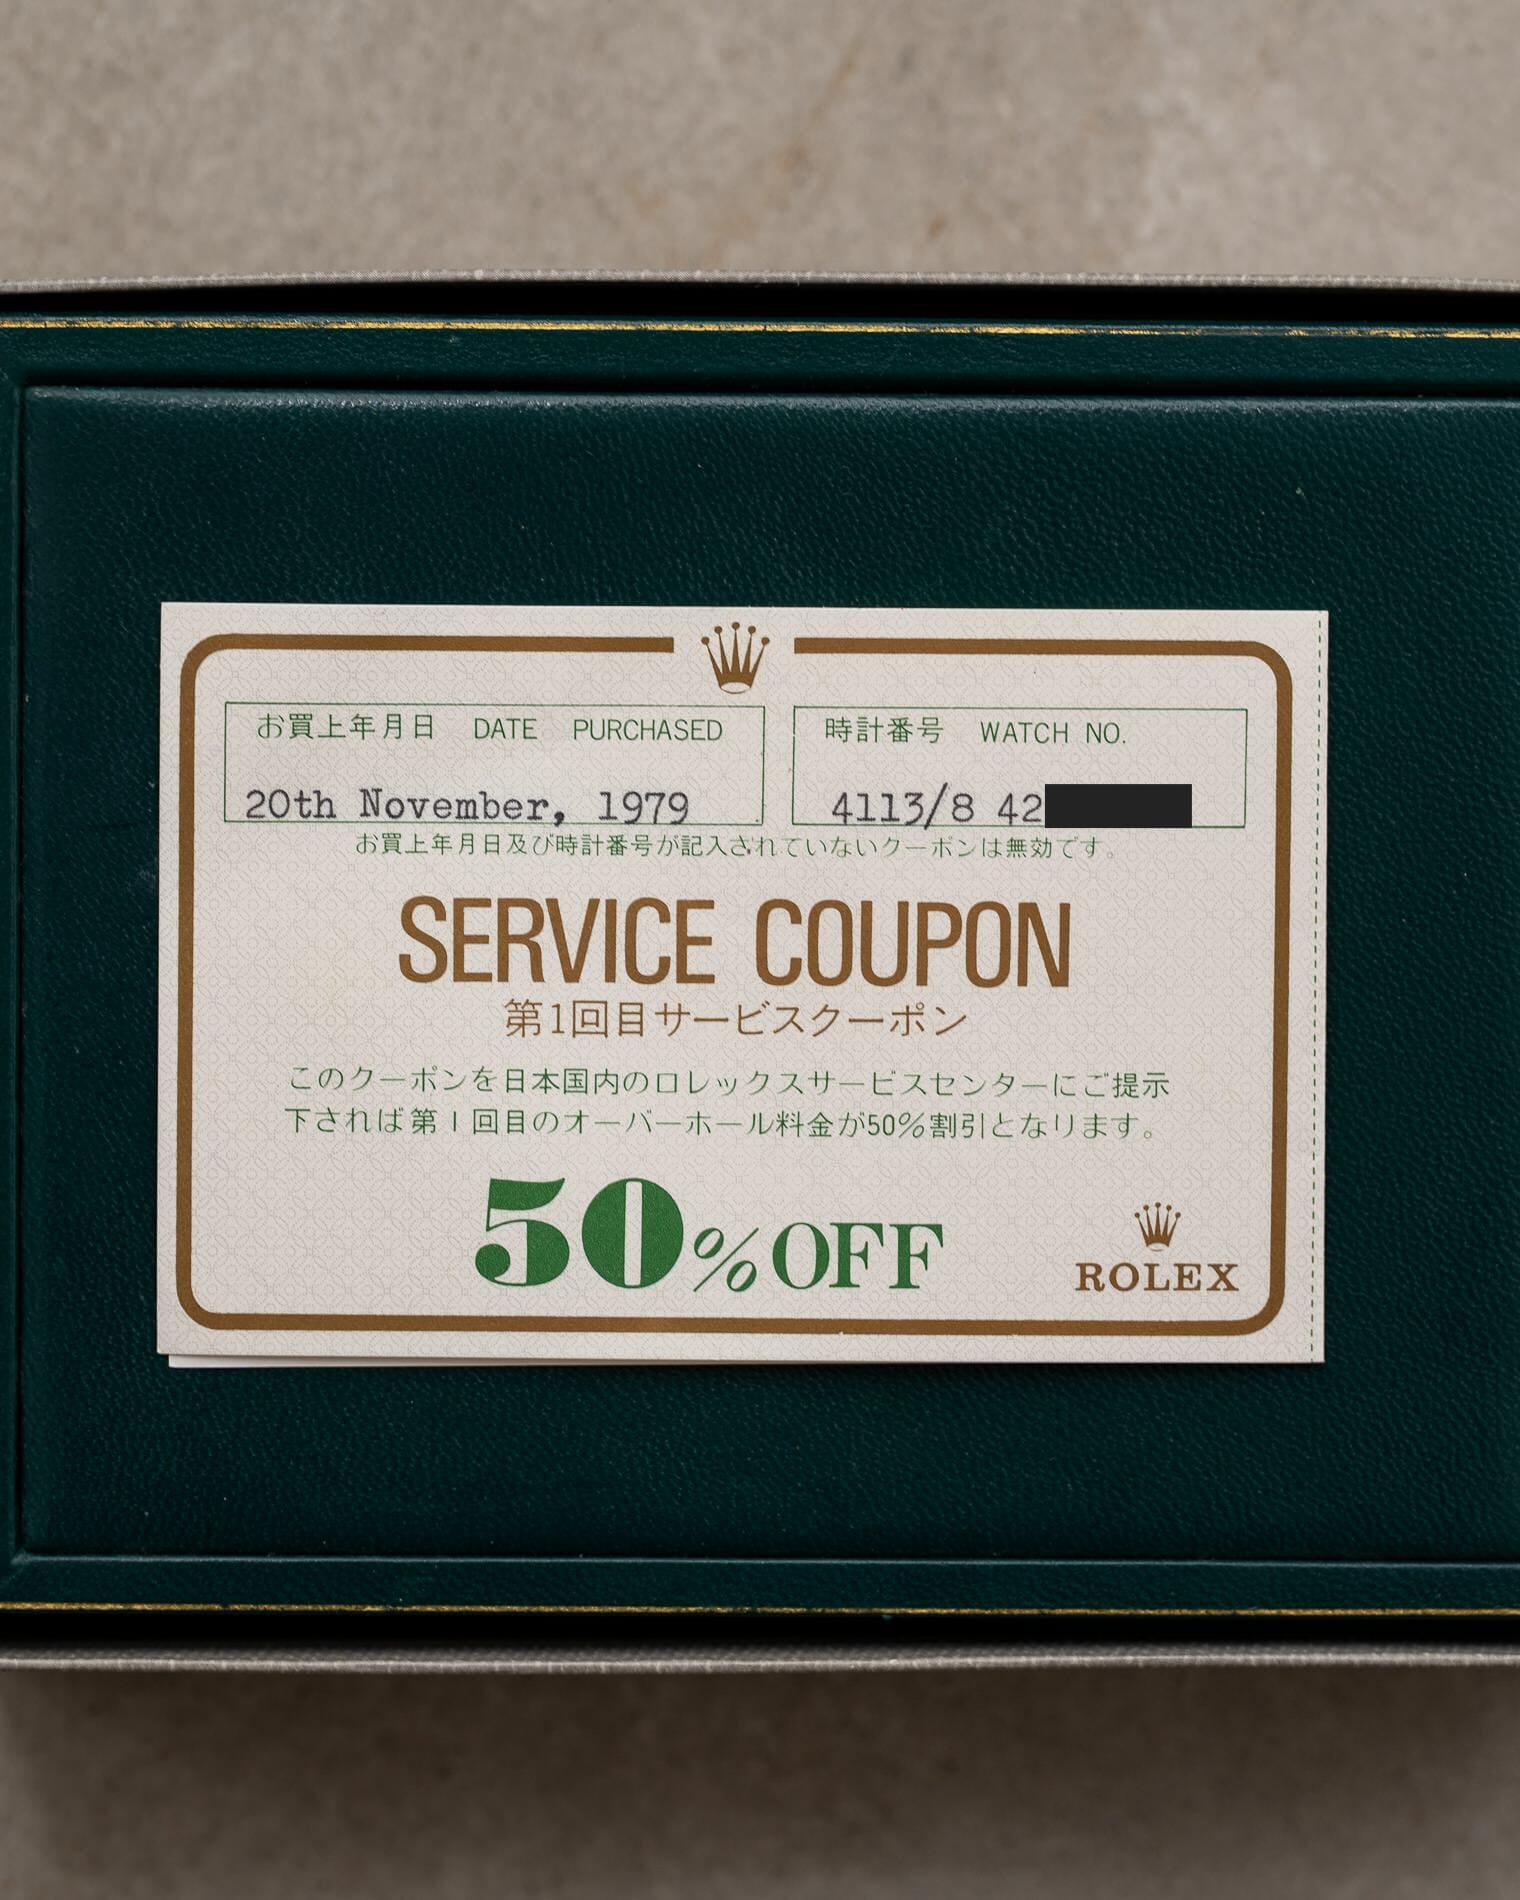 お買上年月日 DATE PURCHASED
20th November, 1979
時計番号 WATCH NO.
4113/8 42
お買上年月日及び時計番号が記入されていないクーポンは無効です。
SERVICE COUPON
第1回目サービスクーポン
このクーポンを日本国内のロレックスサービスセンターにご提示
下されば第1回目のオーバーホール料金が50%割引となります。
50% OFF
ROLEX